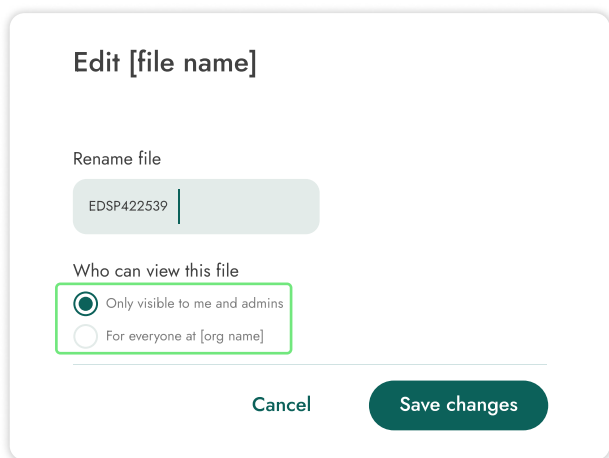 Edit [file name]
Rename file
EDSP422539
Who can view this file
Only visible to me and admins
For everyone at [org name]
Cancel Save changes